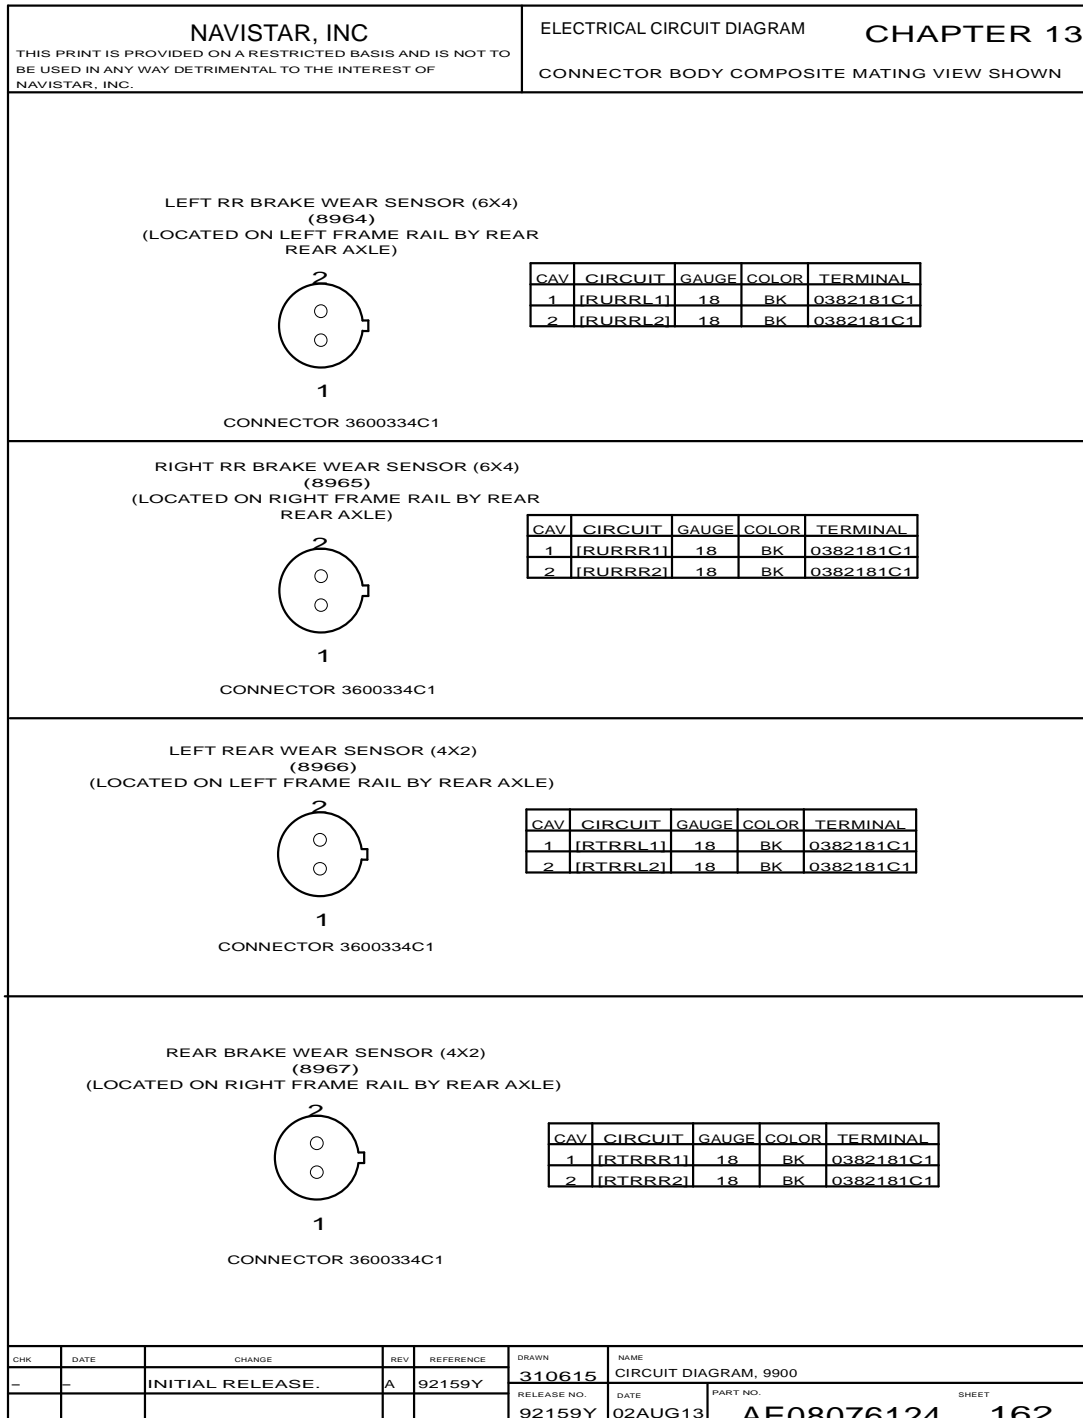 NAVISTAR, INC
THIS PRINT IS PROVIDED ON A RESTRICTED BASIS AND IS NOT TO
BE USED IN ANY WAY DETRIMENTAL TO THE INTEREST OF
NAVISTAR, INC.
ELECTRICAL CIRCUIT DIAGRAM CHAPTER 13
CONNECTOR BODY COMPOSITE MATING VIEW SHOWN
LEFT RR BRAKE WEAR SENSOR (6X4)
(8964)
(LOCATED ON LEFT FRAME RAIL BY REAR
REAR AXLE)
2
1
CONNECTOR 3600334C1
CAV CIRCUIT GAUGE COLOR TERMINAL
1 [RURRL1] 18 BK 0382181C1
2 [RURRL2] 18 BK 0382181C1
RIGHT RR BRAKE WEAR SENSOR (6X4)
(8965)
(LOCATED ON RIGHT FRAME RAIL BY REAR
REAR AXLE)
2
1
CONNECTOR 3600334C1
CAV CIRCUIT GAUGE COLOR TERMINAL
1 [RURRR1] 18 BK 0382181C1
2 [RURRR2] 18 BK 0382181C1
LEFT REAR WEAR SENSOR (4X2)
(8966)
(LOCATED ON LEFT FRAME RAIL BY REAR AXLE)
2
1
CONNECTOR 3600334C1
CAV CIRCUIT GAUGE COLOR TERMINAL
1 [RTRRL1] 18 BK 0382181C1
2 [RTRRL2] 18 BK 0382181C1
REAR BRAKE WEAR SENSOR (4X2)
(8967)
(LOCATED ON RIGHT FRAME RAIL BY REAR AXLE)
2
1
CONNECTOR 3600334C1
CAV CIRCUIT GAUGE COLOR TERMINAL
1 [RTRRR1] 18 BK 0382181C1
2 [RTRRR2] 18 BK 0382181C1
CHK DATE CHANGE REV REFERENCE
– – INITIAL RELEASE. A 92159Y
DRAWN
310615
NAME
CIRCUIT DIAGRAM, 9900
RELEASE NO.
92159Y
DATE
02AUG13
PART NO.
AE08076124
SHEET
162